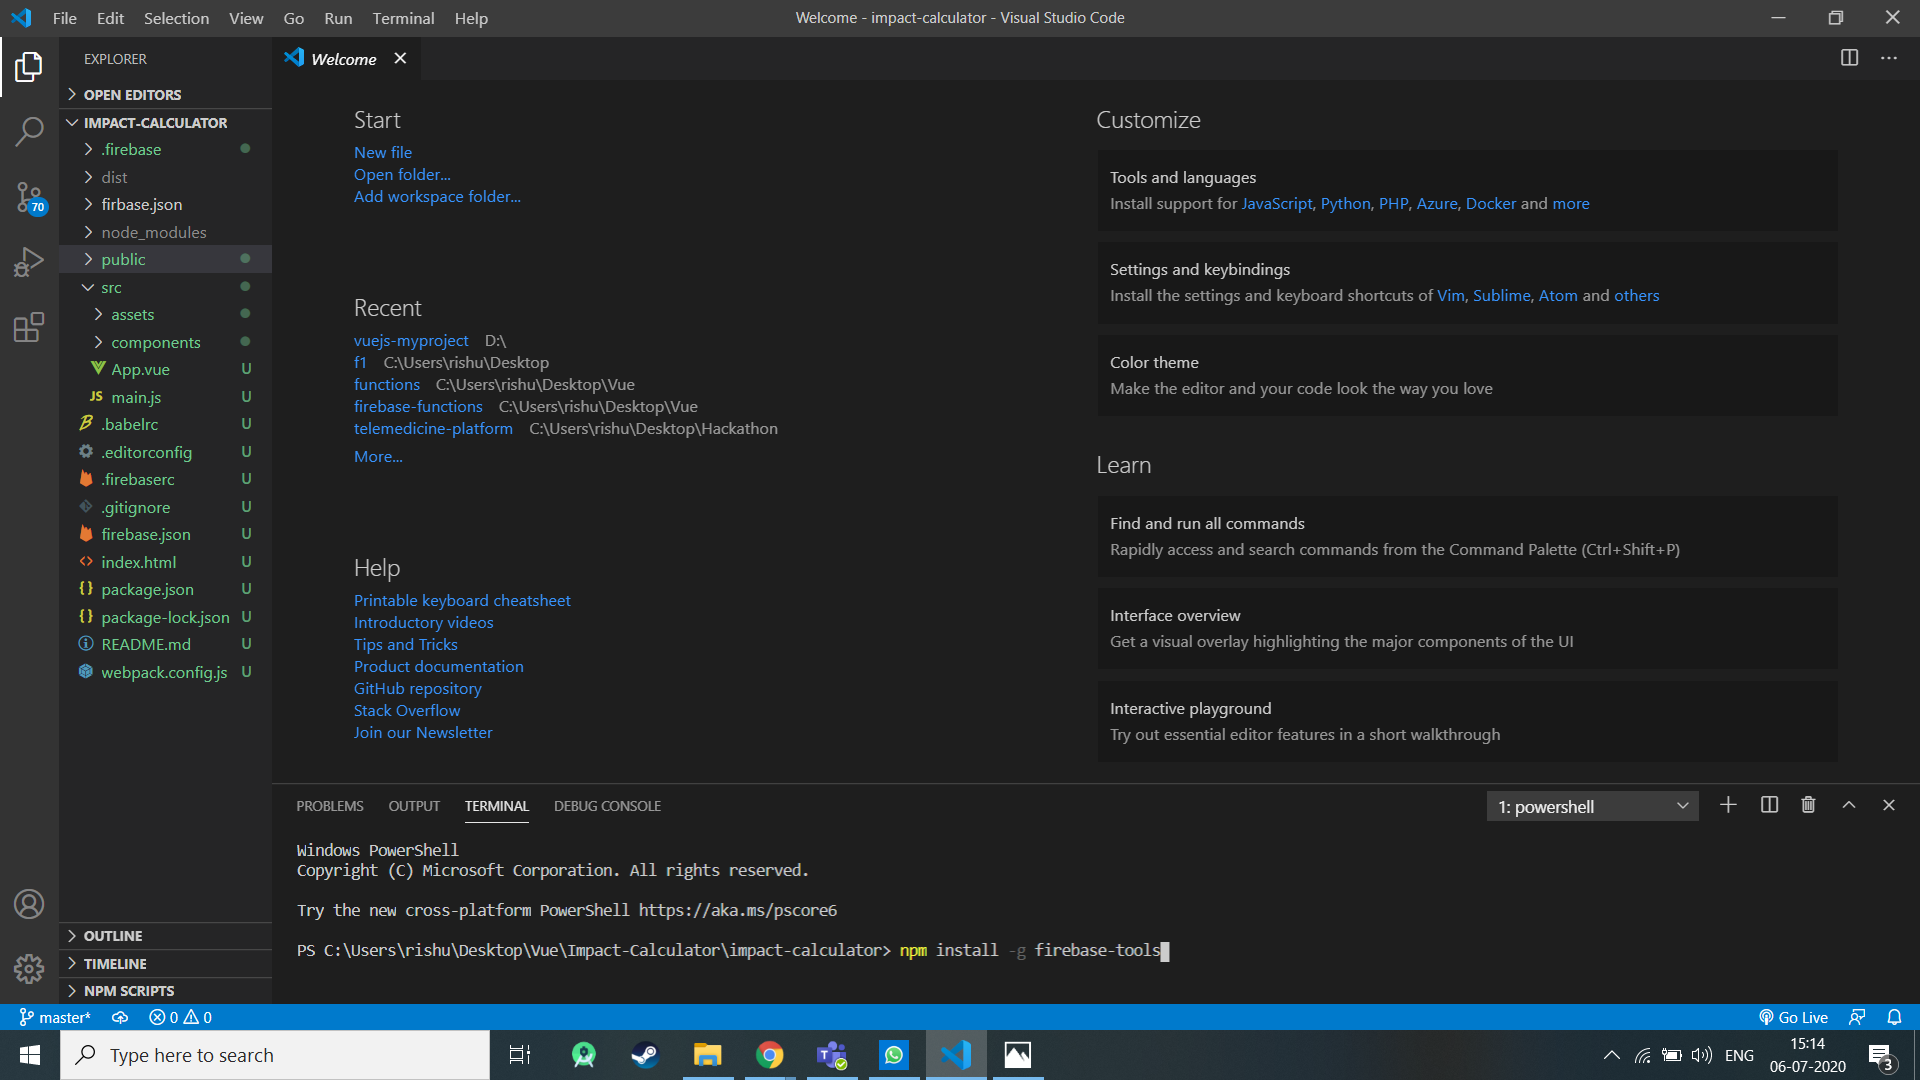 File Edit Selection View Go Run Terminal Help
Welcome - impact-calculator - Visual Studio Code
EXPLORER
OPEN EDITORS
IMPACT-CALCULATOR
.firebase
dist
firbase.json
node_modules
public
src
assets
components
App.vue U
JS main.js U
.babelrc U
.editorconfig U
.firebaserc U
.gitignore U
firebase.json U
index.html U
{} package.json U
{} package-lock.json U
README.md U
webpack.config.js U
OUTLINE
TIMELINE
NPM SCRIPTS
70
Welcome
Start
New file
Open folder...
Add workspace folder...
Recent
vuejs-myproject D:\
f1 C:\Users\rishu\Desktop
functions C:\Users\rishu\Desktop\Vue
firebase-functions C:\Users\rishu\Desktop\Vue
telemedicine-platform C:\Users\rishu\Desktop\Hackathon
More...
Help
Printable keyboard cheatsheet
Introductory videos
Tips and Tricks
Product documentation
GitHub repository
Stack Overflow
Join our Newsletter
Customize
Tools and languages
Install support for JavaScript, Python, PHP, Azure, Docker and more
Settings and keybindings
Install the settings and keyboard shortcuts of Vim, Sublime, Atom and others
Color theme
Make the editor and your code look the way you love
Learn
Find and run all commands
Rapidly access and search commands from the Command Palette (Ctrl+Shift+P)
Interface overview
Get a visual overlay highlighting the major components of the UI
Interactive playground
Try out essential editor features in a short walkthrough
PROBLEMS OUTPUT TERMINAL DEBUG CONSOLE
1: powershell
Windows PowerShell
Copyright (C) Microsoft Corporation. All rights reserved.
Try the new cross-platform PowerShell https://aka.ms/pscore6
PS C:\Users\rishu\Desktop\Vue\Impact-Calculator\impact-calculator> npm install -g firebase-tools
master* 0 0
Go Live
Type here to search
ENG
15:14
06-07-2020
3